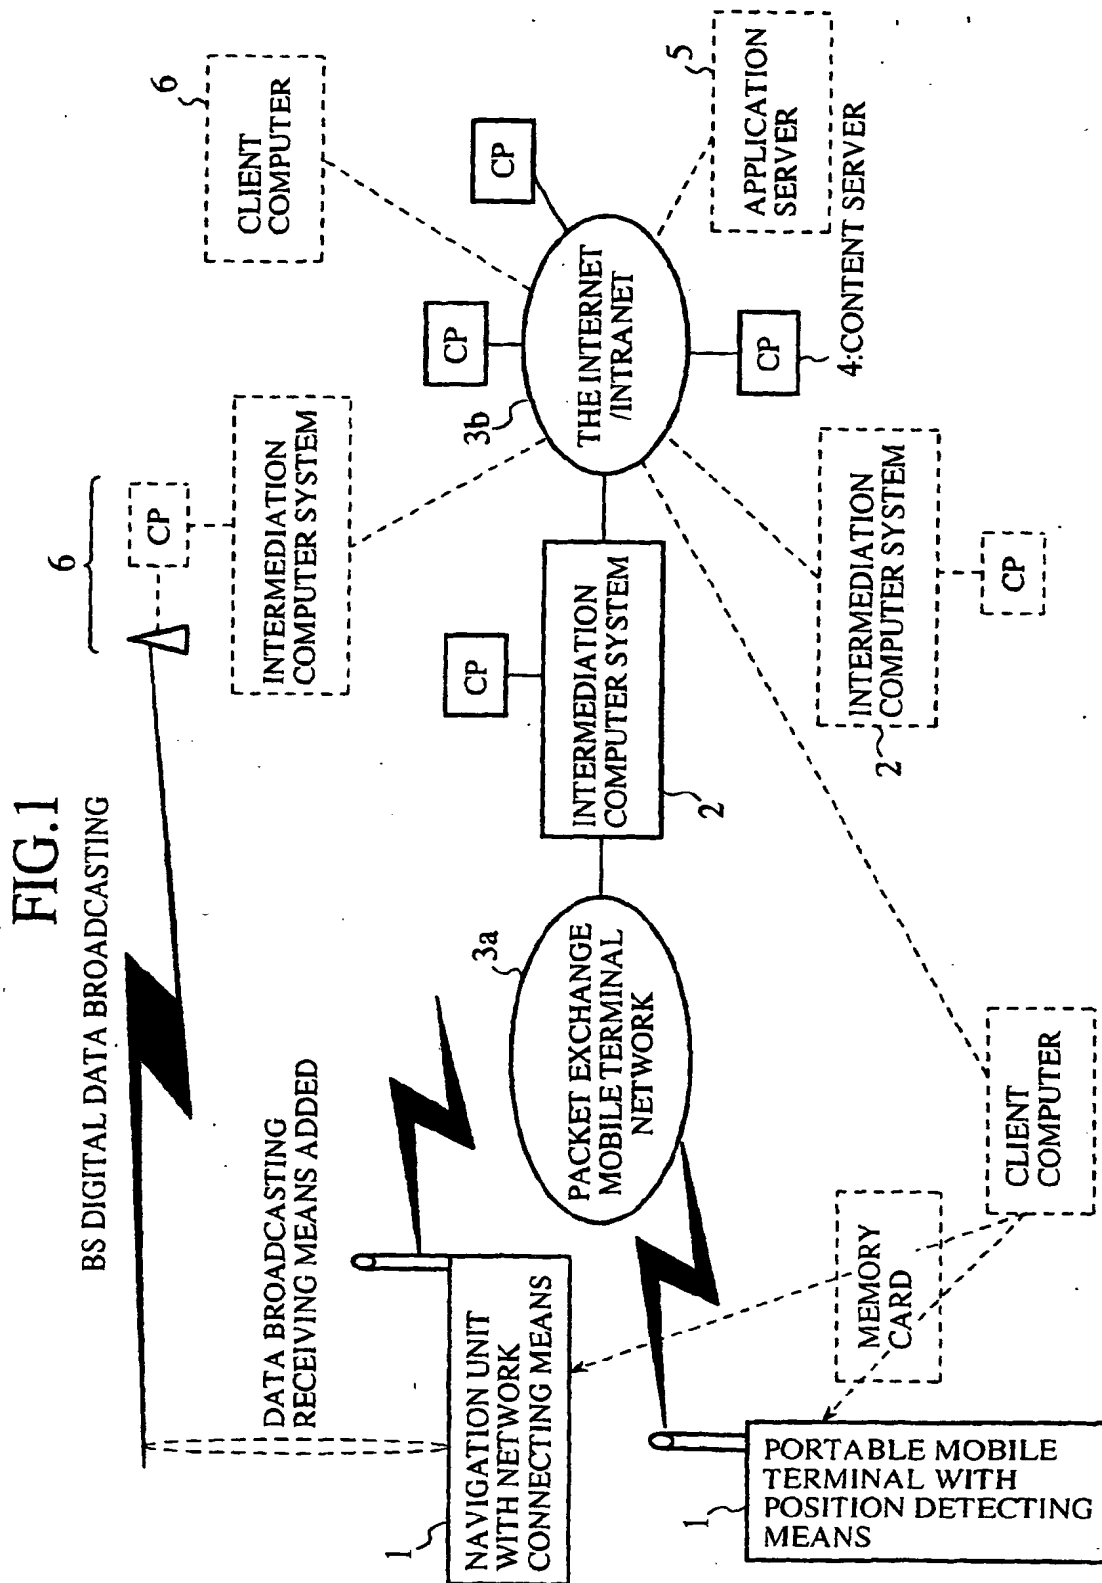 FIG.1
BS DIGITAL DATA BROADCASTING
6
CP
6
CLIENT
COMPUTER
DATA BROADCASTING
RECEIVING MEANS ADDED
INTERMEDIATION
COMPUTER SYSTEM
CP
CP
5
APPLICATION
SERVER
1
NAVIGATION UNIT
WITH NETWORK
CONNECTING MEANS
3a
PACKET EXCHANGE
MOBILE TERMINAL
NETWORK
CP
INTERMEDIATION
COMPUTER SYSTEM
2
3b
THE INTERNET
/INTRANET
CP
4:CONTENT SERVER
1
PORTABLE MOBILE
TERMINAL WITH
POSITION DETECTING
MEANS
MEMORY
CARD
CLIENT
COMPUTER
2
INTERMEDIATION
COMPUTER SYSTEM
CP